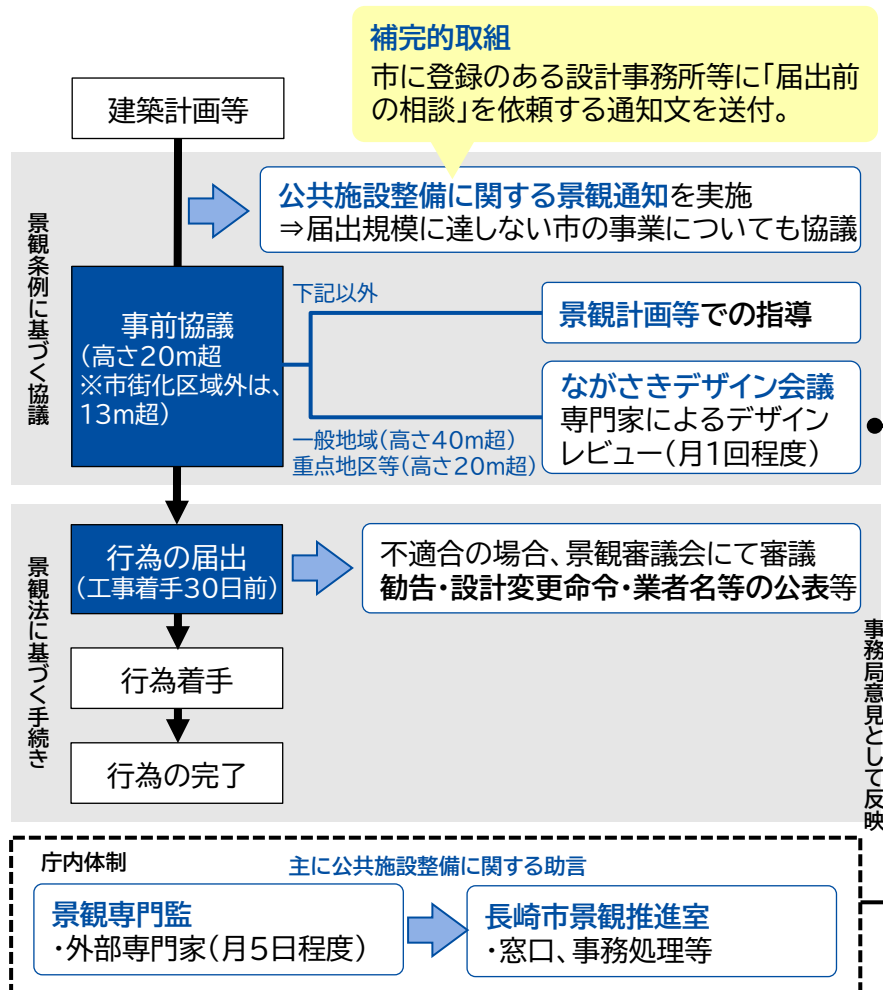 補完的取組
市に登録のある設計事務所等に「届出前
の相談」を依頼する通知文を送付。
建築計画等
景観条例に基づく協議
公共施設整備に関する景観通知を実施
⇒届出規模に達しない市の事業についても協議
事前協議
(高さ20m超
※市街化区域外は、
13m超)
下記以外
景観計画等での指導
ながさきデザイン会議
専門家によるデザイン
レビュー(月1回程度)
一般地域(高さ40m超)
重点地区等(高さ20m超)
景観法に基づく手続き
行為の届出
(工事着手30日前)
不適合の場合、景観審議会にて審議
勧告・設計変更命令・業者名等の公表等
行為着手
行為の完了
事務局意見として反映
庁内体制
主に公共施設整備に関する助言
景観専門監
・外部専門家(月5日程度)
長崎市景観推進室
・窓口、事務処理等